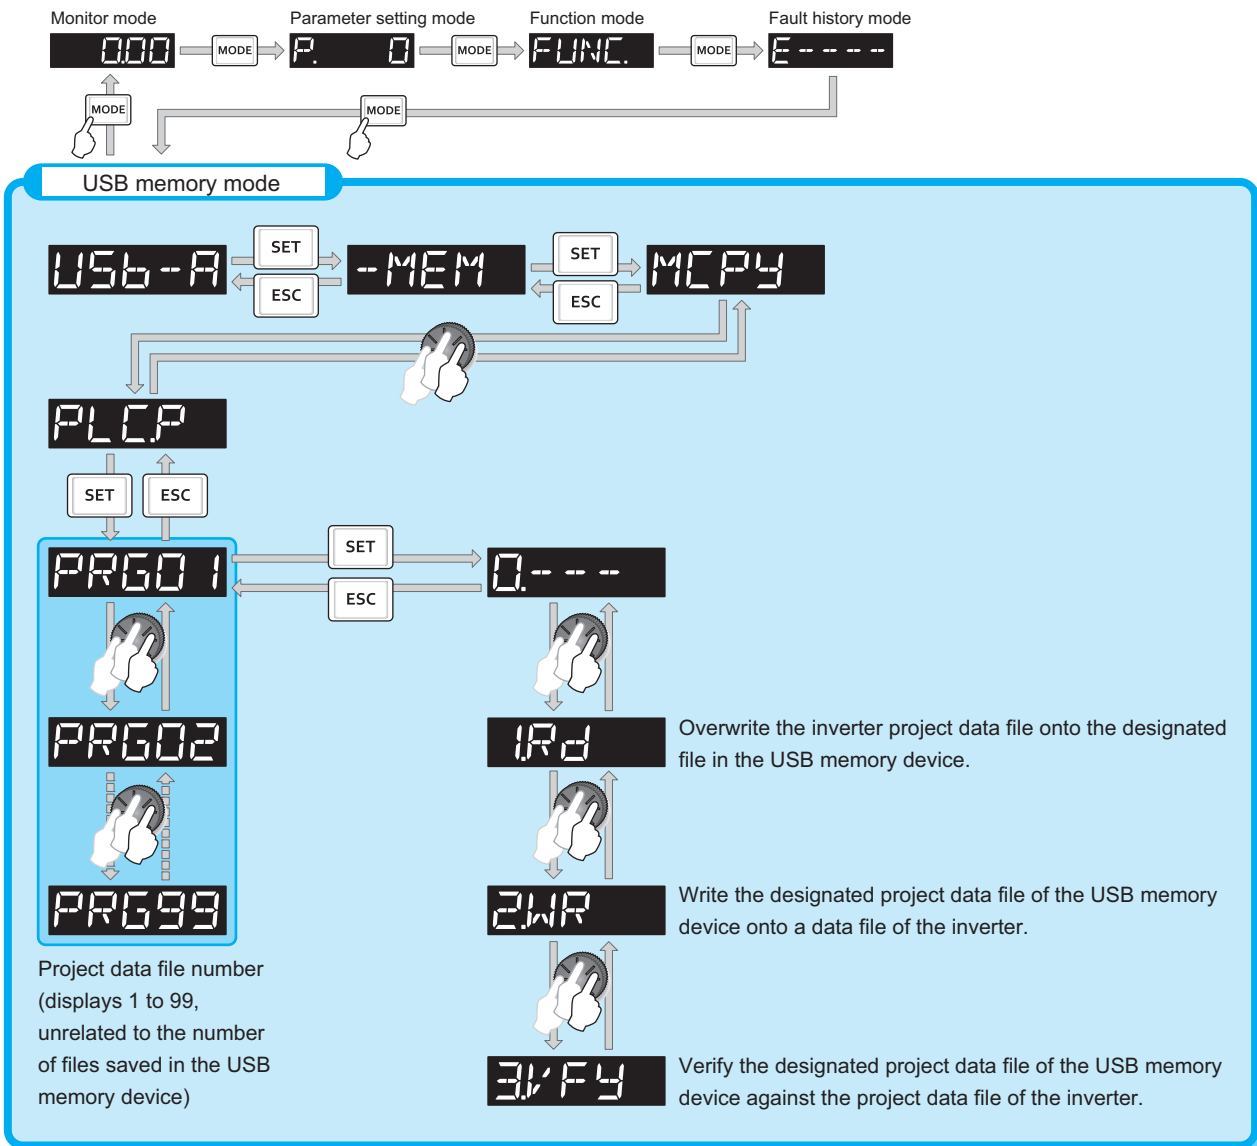 Monitor mode
Parameter setting mode
Function mode
Fault history mode
0.00
MODE
P. 0
MODE
FUNC.
MODE
E- - - -
MODE
MODE
USB memory mode
USb-A
SET
ESC
-MEM
SET
ESC
MCPY
PLC.P
SET
ESC
PRG01
SET
ESC
0.- - -
PRG02
1.Rd
Overwrite the inverter project data file onto the designated
file in the USB memory device.
PRG99
2.WR
Write the designated project data file of the USB memory
device onto a data file of the inverter.
Project data file number
(displays 1 to 99,
unrelated to the number
of files saved in the USB
memory device)
3.VFY
Verify the designated project data file of the USB memory
device against the project data file of the inverter.